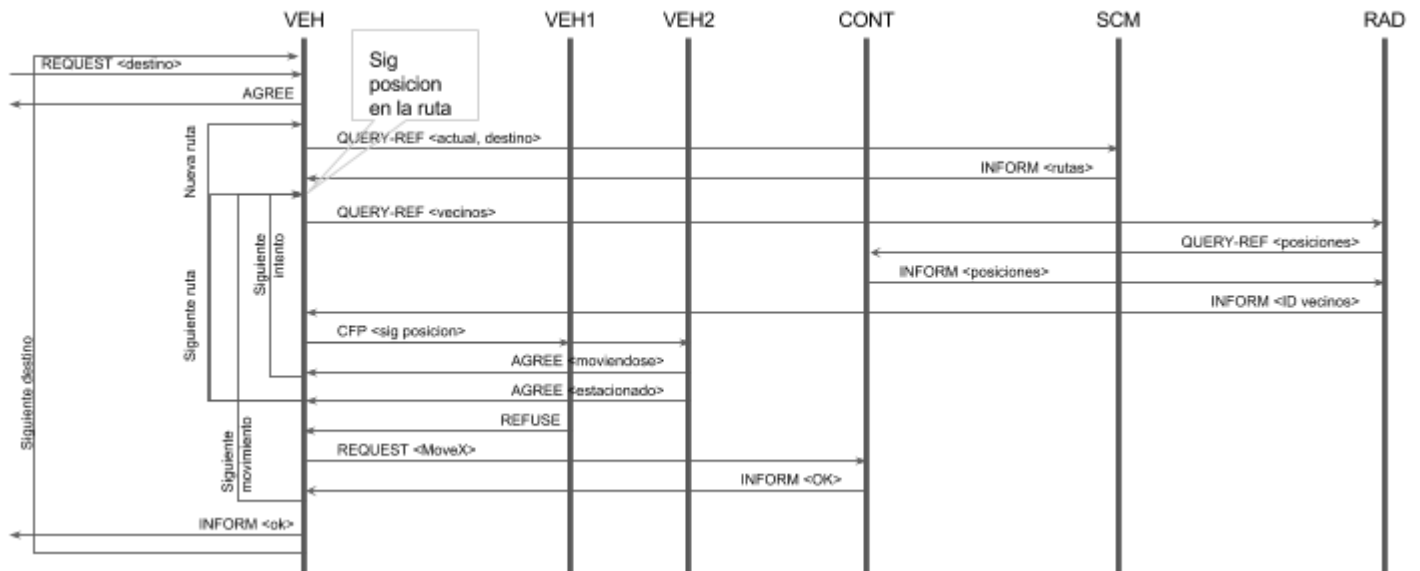 VEH
VEH1
VEH2
CONT
SCM
RAD
Sig
posicion
en la ruta
REQUEST <destino>
AGREE
Nueva ruta
QUERY-REF <actual, destino>
INFORM <rutas>
QUERY-REF <vecinos>
QUERY-REF <posiciones>
Siguiente
intento
INFORM <posiciones>
Siguiente ruta
INFORM <ID vecinos>
CFP <sig posicion>
AGREE <moviendose>
Siguiente destino
AGREE <estacionado>
REFUSE
Siguiente
movimiento
REQUEST <MoveX>
INFORM <OK>
INFORM <ok>